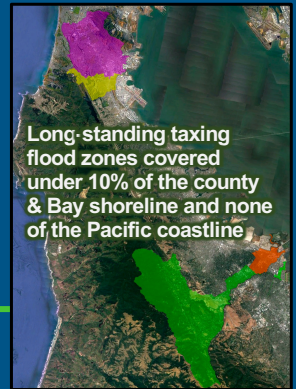 Long-standing taxing
flood zones covered
under 10% of the county
& Bay shoreline and none
of the Pacific coastline